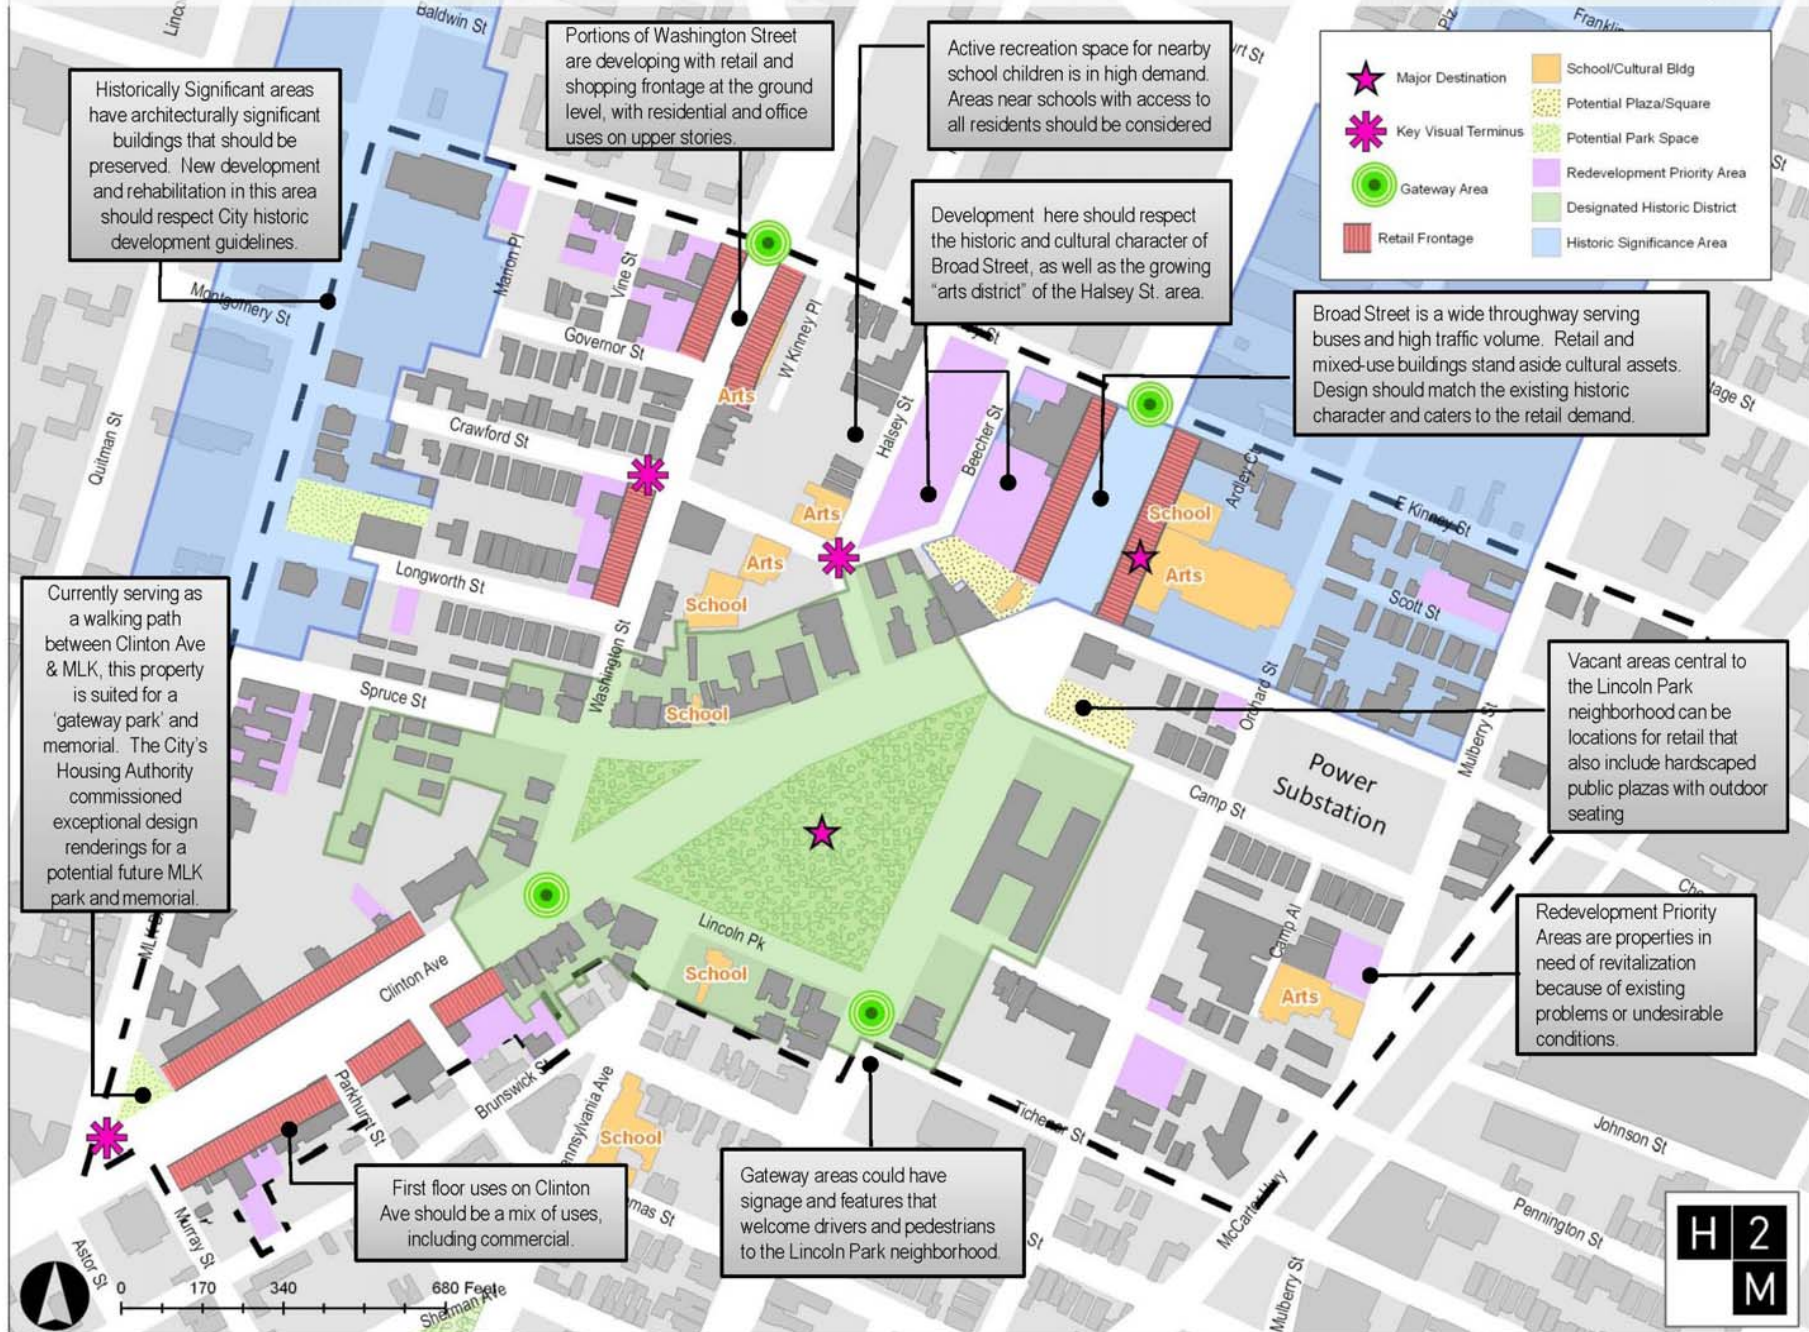 Baldwin St
Historically Significant areas
have architecturally significant
buildings that should be
preserved. New development
and rehabilitation in this area
should respect City historic
development guidelines.
Portions of Washington Street
are developing with retail and
shopping frontage at the ground
level, with residential and office
uses on upper stories.
Active recreation space for nearby
school children is in high demand.
Areas near schools with access to
all residents should be considered
Development here should respect
the historic and cultural character of
Broad Street, as well as the growing
“arts district” of the Halsey St. area.
Broad Street is a wide throughway serving
buses and high traffic volume. Retail and
mixed-use buildings stand aside cultural assets.
Design should match the existing historic
character and caters to the retail demand.
Major Destination
Key Visual Terminus
Gateway Area
Retail Frontage
School/Cultural Bldg
Potential Plaza/Square
Potential Park Space
Redevelopment Priority Area
Designated Historic District
Historic Significance Area
St
Montgomery St
Marion Pl
Vine St
Governor St
W Kinney Pl
Arts
Quitman St
Crawford St
Halsey St
Beecher St
Ardley Ct
E Kinney St
Arts
School
Arts
Arts
School
Longworth St
Scott St
Washington St
Spruce St
School
Orchard St
Mulberry St
Currently serving as
a walking path
between Clinton Ave
& MLK, this property
is suited for a
‘gateway park’ and
memorial. The City’s
Housing Authority
commissioned
exceptional design
renderings for a
potential future MLK
park and memorial.
Vacant areas central to
the Lincoln Park
neighborhood can be
locations for retail that
also include hardscaped
public plazas with outdoor
seating
Power
Substation
Camp St
Lincoln Pk
School
Clinton Ave
Camp Al
Arts
Redevelopment Priority
Areas are properties in
need of revitalization
because of existing
problems or undesirable
conditions.
Parkhurst St
Brunswick St
School
Tichenor St
Johnson St
First floor uses on Clinton
Ave should be a mix of uses,
including commercial.
Gateway areas could have
signage and features that
welcome drivers and pedestrians
to the Lincoln Park neighborhood.
Murray St
Astor St
St
McCarter Hwy
Pennington St
Mulberry St
Sherman Ave
0 170 340 680 Feet
H2
M